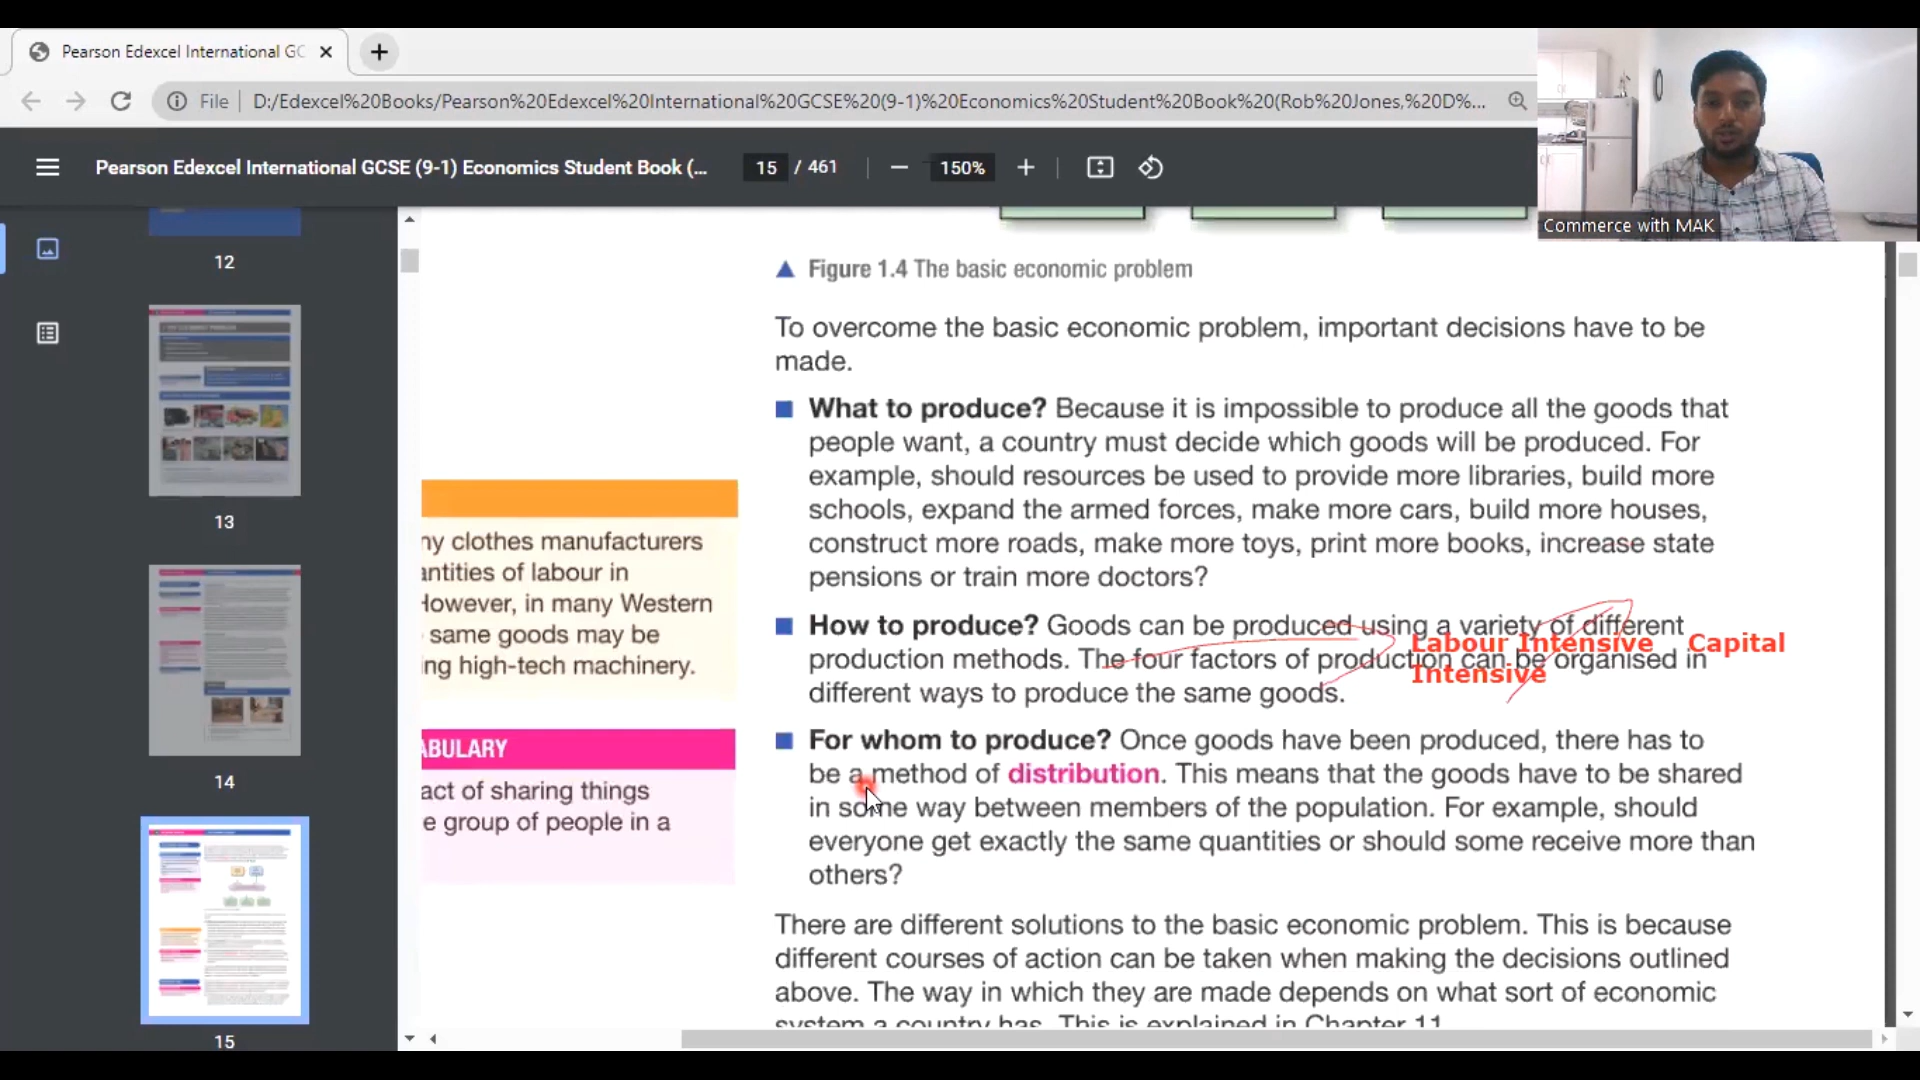 Pearson Edexcel International GC
File
D:/Edexcel%20Books/Pearson%20Edexcel%20International%20GCSE%20(9-1)%20Economics%20Student%20Book%20(Rob%20Jones,%20D%...
Pearson Edexcel International GCSE (9-1) Economics Student Book (...
15 / 461
150%
Commerce with MAK
12
13
14
15
Figure 1.4 The basic economic problem
To overcome the basic economic problem, important decisions have to be
made.
What to produce? Because it is impossible to produce all the goods that
people want, a country must decide which goods will be produced. For
example, should resources be used to provide more libraries, build more
schools, expand the armed forces, make more cars, build more houses,
construct more roads, make more toys, print more books, increase state
pensions or train more doctors?
How to produce? Goods can be produced using a variety of different
production methods. The four factors of production can be organised in
different ways to produce the same goods.
Labour Intensive Capital
Intensive
For whom to produce? Once goods have been produced, there has to
be a method of distribution. This means that the goods have to be shared
in some way between members of the population. For example, should
everyone get exactly the same quantities or should some receive more than
others?
There are different solutions to the basic economic problem. This is because
different courses of action can be taken when making the decisions outlined
above. The way in which they are made depends on what sort of economic
system a country has. This is explained in Chapter 11.
ny clothes manufacturers
antities of labour in
However, in many Western
same goods may be
ing high-tech machinery.
ABULARY
act of sharing things
e group of people in a